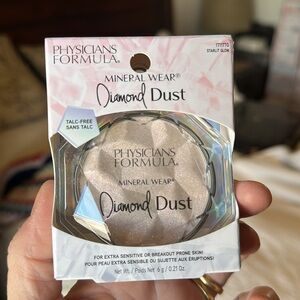 PHYSICIANS
FORMULA®
1711770
STARLIT GLOW
MINERAL WEAR®
Diamond Dust
TALC-FREE
SANS TALC
PHYSICIANS
FORMULA®
MINERAL WEAR®
Diamond Dust
FOR EXTRA SENSITIVE OR BREAKOUT PRONE SKIN!
POUR PEAU EXTRA SENSIBLE OU SUJETTE AUX ÉRUPTIONS!
Net Wt. / Poids Net 6 g / 0.21 Oz.